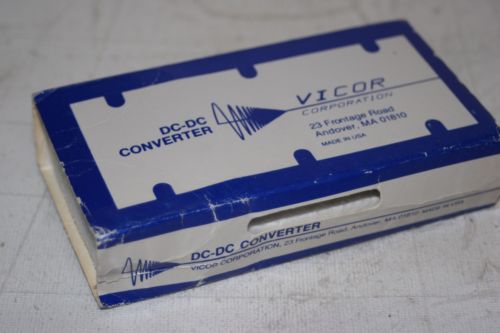 DC-DC
CONVERTER
VICOR
CORPORATION
23 Frontage Road
Andover, MA 01810
MADE IN USA
DC-DC CONVERTER
VICOR CORPORATION, 23 Frontage Road, Andover, MA 01810 MADE IN USA